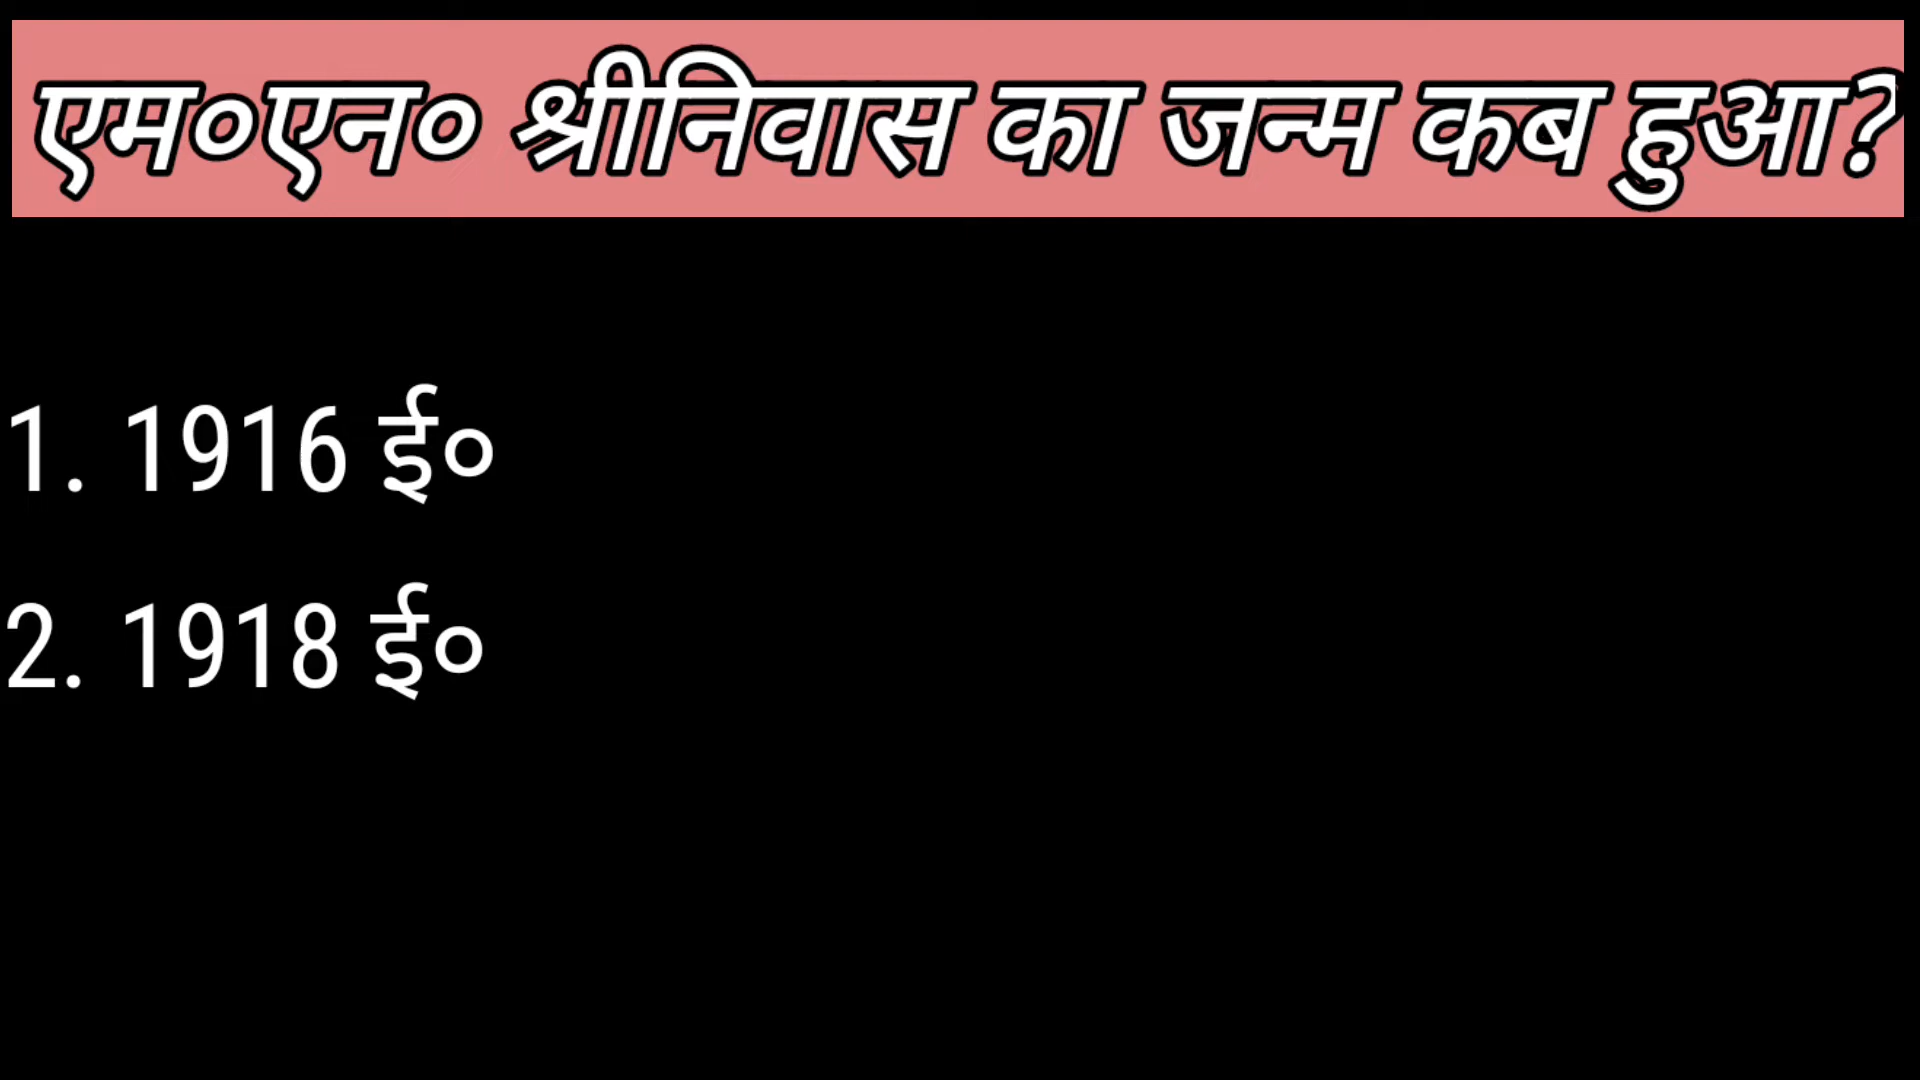 एम०एन० श्रीनिवास का जन्म कब हुआ?
1. 1916 ई०
2. 1918 ई०